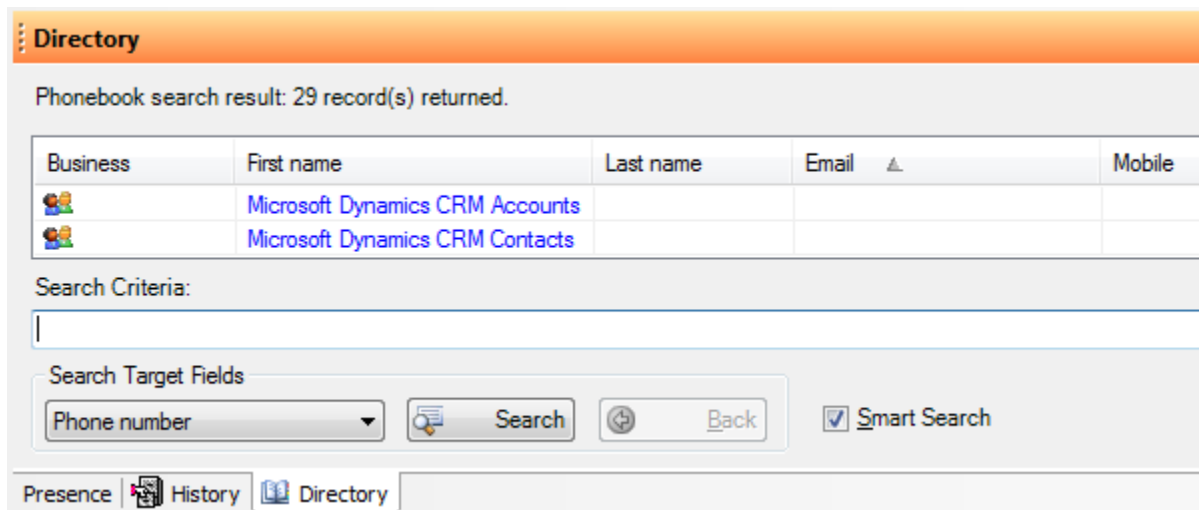 Directory
Phonebook search result: 29 record(s) returned.
Business First name Last name Email Mobile
Microsoft Dynamics CRM Accounts
Microsoft Dynamics CRM Contacts
Search Criteria:
Search Target Fields
Phone number Search Back Smart Search
Presence History Directory